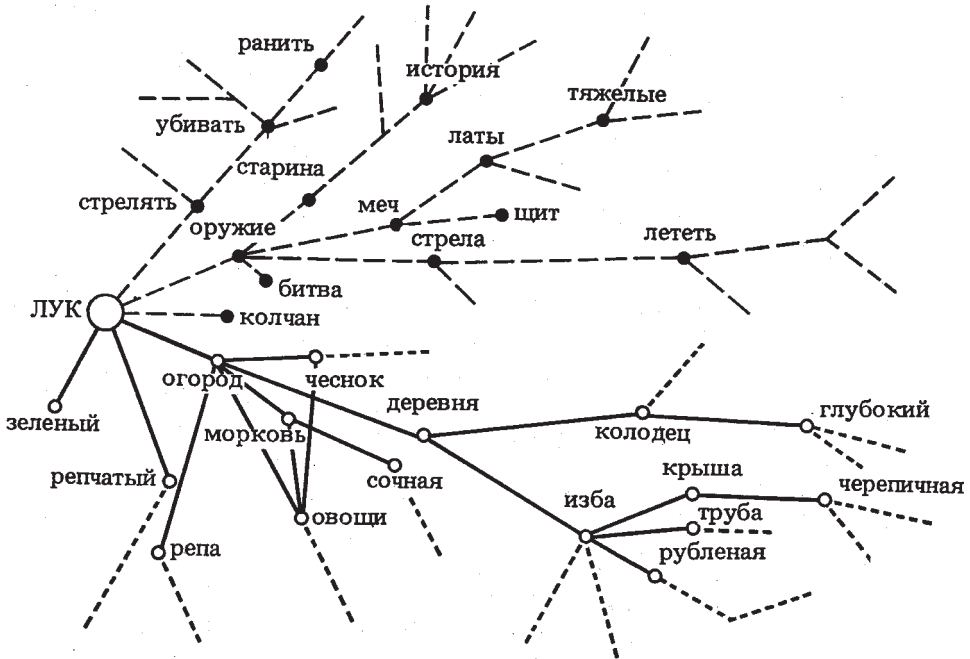 ранить
история
тяжелые
убивать
латы
старина
стрелять
меч
щит
оружие
стрела
лететь
битва
ЛУК
колчан
огород
чеснок
деревня
глубокий
зеленый
морковь
колодец
крыша
репчатый
сочная
черепичная
изба
труба
овощи
репа
рубленая